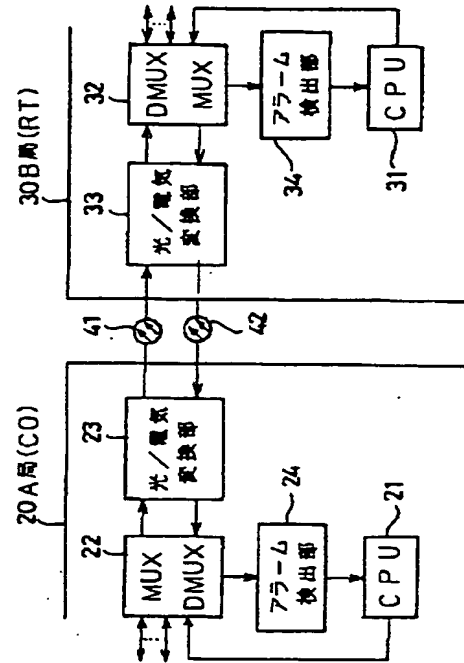 20A局(CO)
30B局(RT)
22
MUX
DMUX
23
光/電気
変換部
41
42
33
光/電気
変換部
32
DMUX
MUX
24
アラーム
検出部
34
アラーム
検出部
21
CPU
31
CPU